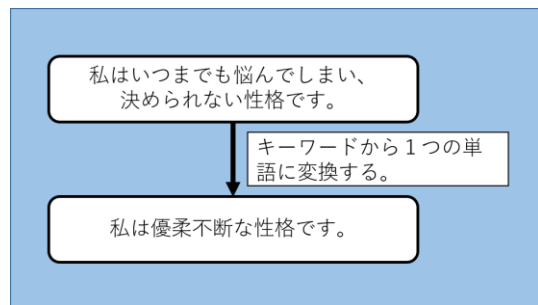 私はいつまでも悩んでしまい、
決められない性格です。
キーワードから１つの単
語に変換する。
私は優柔不断な性格です。